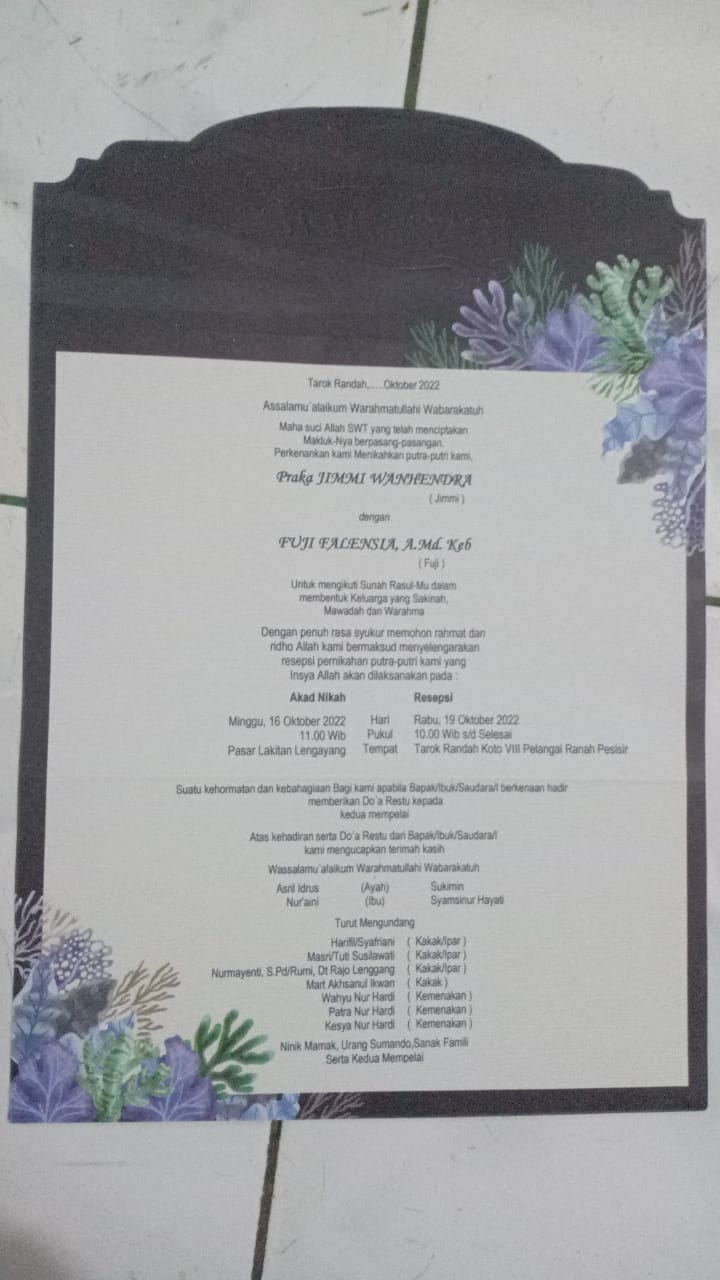 Tarok Randah,.....Oktober 2022
Assalamu'alaikum Warahmatullahi Wabarakatuh
Maha suci Allah SWT yang telah menciptakan
Makluk-Nya berpasang-pasangan.
Perkenankan kami Menikahkan putra-putri kami,
Praka JIMMI WANHENDRA
( Jimmi )
dengan
FUJI FALENSIA, A.Md. Keb
( Fuji )
Untuk mengikuti Sunah Rasul-Mu dalam
membentuk Keluarga yang Sakinah,
Mawadah dan Warahma
Dengan penuh rasa syukur memohon rahmat dan
ridho Allah kami bermaksud menyelengarakan
resepsi pernikahan putra-putri kami yang
Insya Allah akan dilaksanakan pada :
Akad Nikah Resepsi
Minggu, 16 Oktober 2022 Hari Rabu, 19 Oktober 2022
11.00 Wib Pukul 10.00 Wib s/d Selesai
Pasar Lakitan Lengayang Tempat Tarok Randah Koto VIII Pelangai Ranah Pesisir
Suatu kehormatan dan kebahagiaan Bagi kami apabila Bapak/Ibuk/Saudara/I berkenaan hadir
memberikan Do'a Restu kepada
kedua mempelai
Atas kehadiran serta Do'a Restu dari Bapak/Ibuk/Saudara/I
kami mengucapkan terimah kasih
Wassalamu'alaikum Warahmatullahi Wabarakatuh
Asril Idrus (Ayah) Sukimin
Nur'aini (Ibu) Syamsinur Hayati
Turut Mengundang
Harifil/Syafriani ( Kakak/Ipar )
Masri/Tuti Susilawati ( Kakak/Ipar )
Nurmayenti, S.Pd/Rumi, Dt Rajo Lenggang ( Kakak/Ipar )
Mart Akhsanul Ikwan ( Kakak )
Wahyu Nur Hardi ( Kemenakan )
Patra Nur Hardi ( Kemenakan )
Kesya Nur Hardi ( Kemenakan )
Ninik Mamak, Urang Sumando,Sanak Famili
Serta Kedua Mempelai